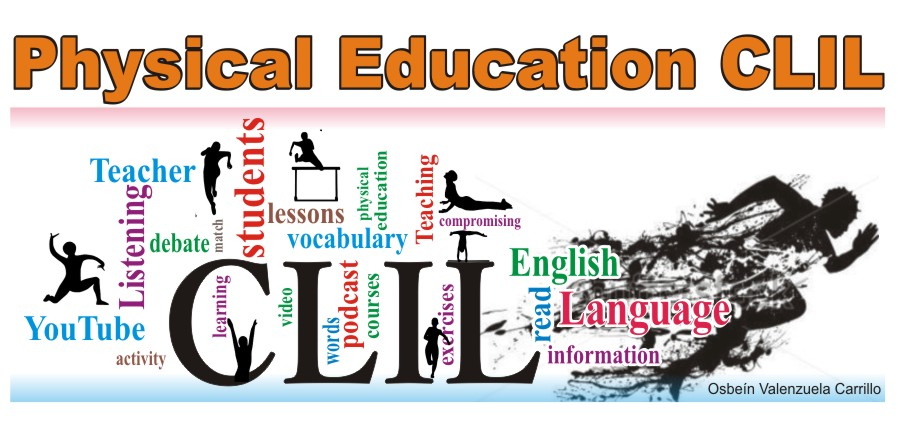 Physical Education CLIL
Teacher
Listening
debate
match
students
lessons
physical
education
vocabulary
Teaching
compromising
YouTube
activity
learning
CLIL
video
words
podcast
courses
exercises
English
read
Language
information
Osbeín Valenzuela Carrillo